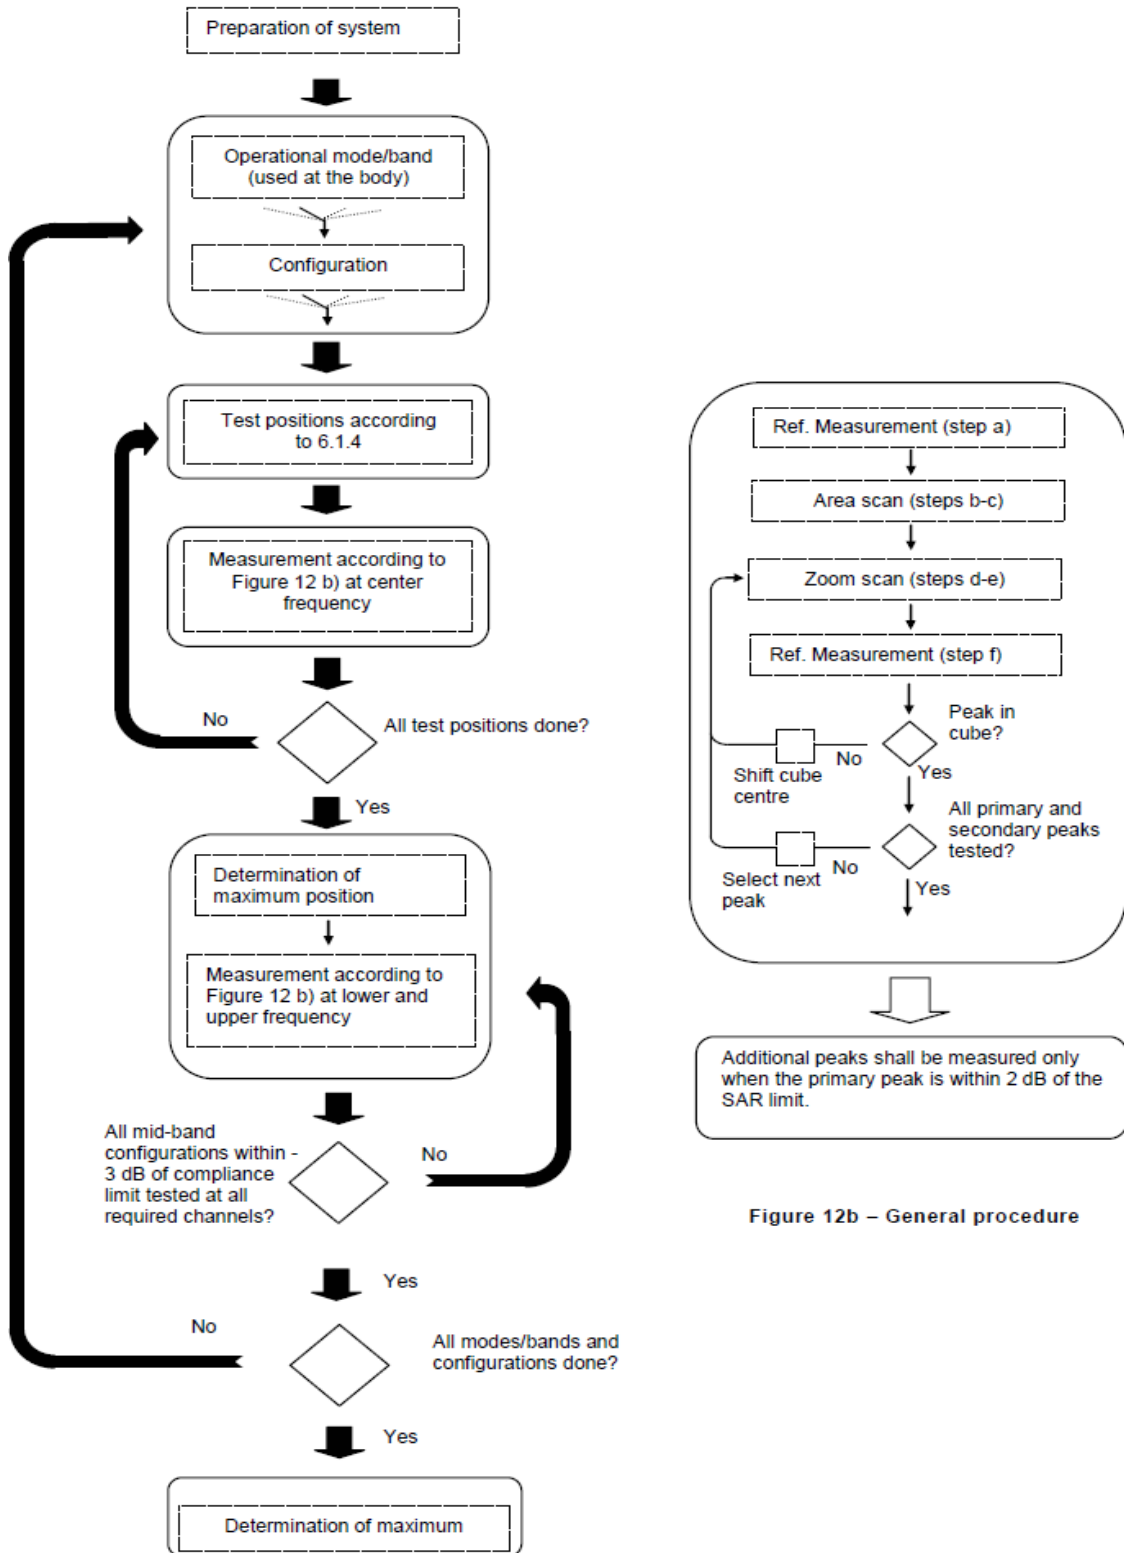 Preparation of system
Operational mode/band
(used at the body)
Configuration
Test positions according
to 6.1.4
Measurement according to
Figure 12 b) at center
frequency
No
All test positions done?
Yes
Determination of
maximum position
Measurement according to
Figure 12 b) at lower and
upper frequency
All mid-band
configurations within -
3 dB of compliance
limit tested at all
required channels?
No
Yes
No
All modes/bands and
configurations done?
Yes
Determination of maximum
Ref. Measurement (step a)
Area scan (steps b-c)
Zoom scan (steps d-e)
Ref. Measurement (step f)
Peak in
cube?
No
Shift cube
centre
Yes
All primary and
secondary peaks
tested?
No
Select next
peak
Yes
Additional peaks shall be measured only
when the primary peak is within 2 dB of the
SAR limit.
Figure 12b – General procedure